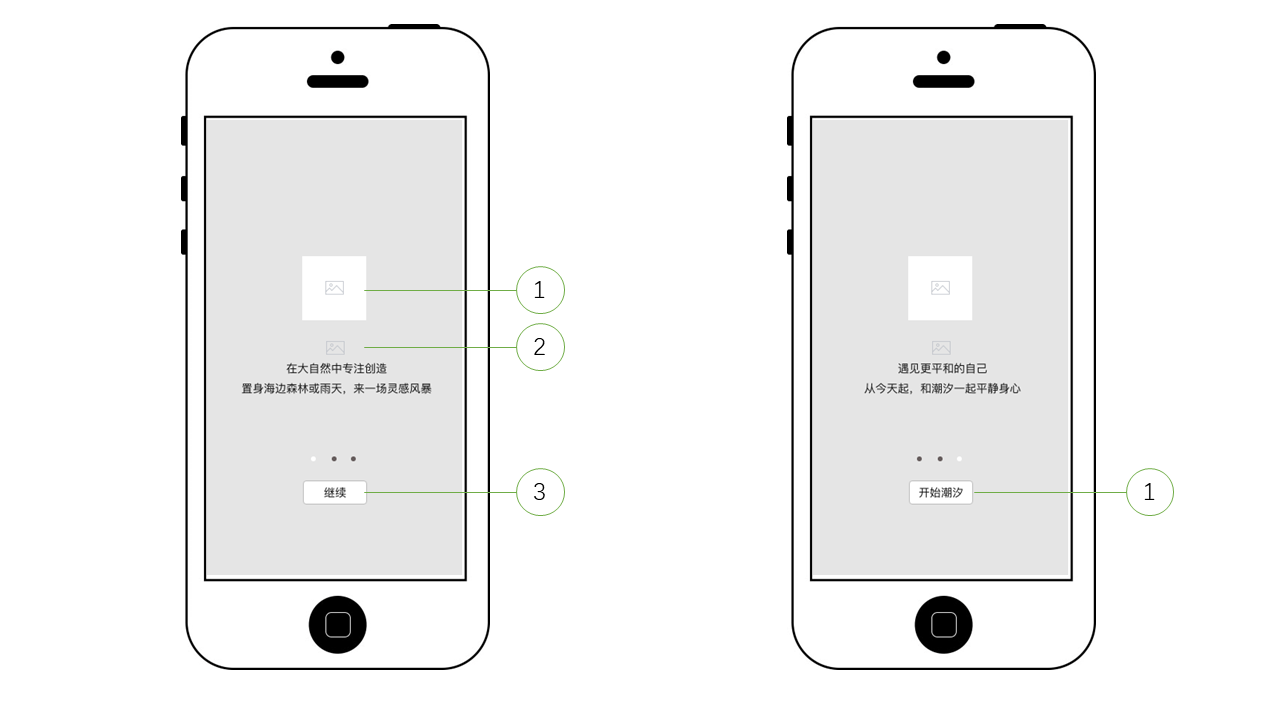 1
2
在大自然中专注创造
置身海边森林或雨天，来一场灵感风暴
继续
3
遇见更平和的自己
从今天起，和潮汐一起平静身心
开始潮汐
1